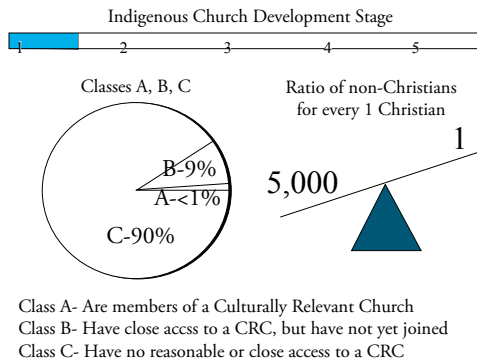 Indigenous Church Development Stage
1 2 3 4 5
Classes A, B, C
B-9%
A-<1%
C-90%
Ratio of non-Christians
for every 1 Christian
1
5,000
Class A- Are members of a Culturally Relevant Church
Class B- Have close accss to a CRC, but have not yet joined
Class C- Have no reasonable or close access to a CRC